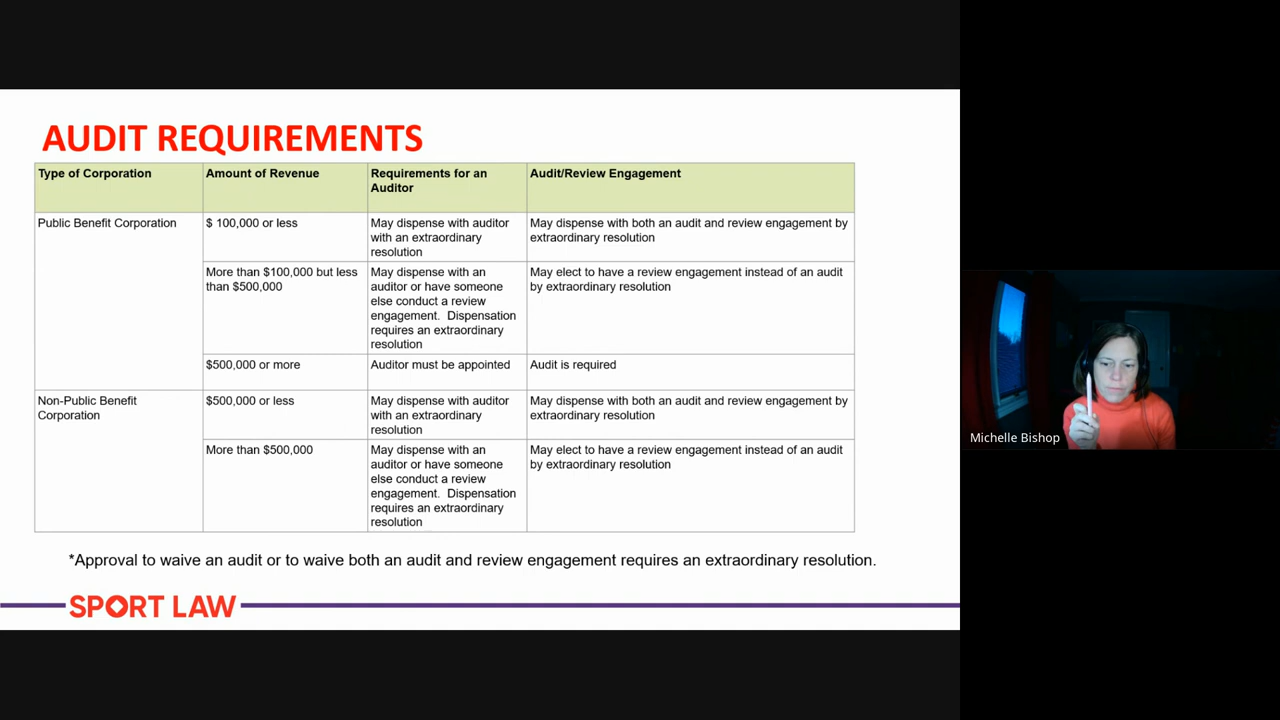 AUDIT REQUIREMENTS
Type of Corporation
Amount of Revenue
Requirements for an
Auditor
Audit/Review Engagement
Public Benefit Corporation
$ 100,000 or less
May dispense with auditor
with an extraordinary
resolution
May dispense with both an audit and review engagement by
extraordinary resolution
More than $100,000 but less
than $500,000
May dispense with an
auditor or have someone
else conduct a review
engagement. Dispensation
requires an extraordinary
resolution
May elect to have a review engagement instead of an audit
by extraordinary resolution
$500,000 or more
Auditor must be appointed
Audit is required
Non-Public Benefit
Corporation
$500,000 or less
May dispense with auditor
with an extraordinary
resolution
May dispense with both an audit and review engagement by
extraordinary resolution
More than $500,000
May dispense with an
auditor or have someone
else conduct a review
engagement. Dispensation
requires an extraordinary
resolution
May elect to have a review engagement instead of an audit
by extraordinary resolution
*Approval to waive an audit or to waive both an audit and review engagement requires an extraordinary resolution.
SPORT LAW
Michelle Bishop